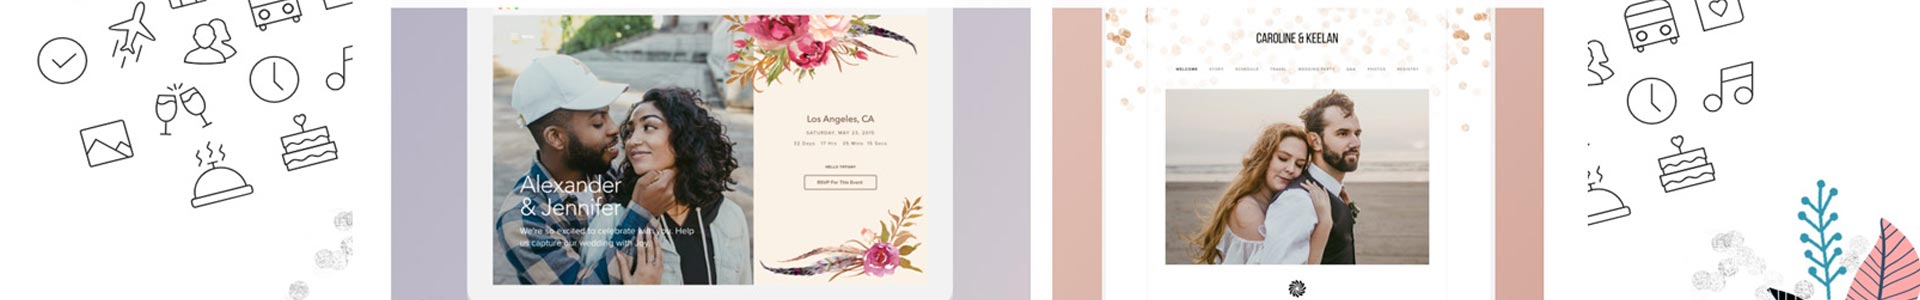 Alexander
& Jennifer
We're so excited to celebrate with you. Help
us capture our wedding with Joy.
Los Angeles, CA
SATURDAY, MAY 23, 2015
32 Days 17 Hrs 25 Mins 15 Secs
HELLO TIFFANY
RSVP For This Event
CAROLINE & KEELAN
WELCOME STORY SCHEDULE TRAVEL WEDDING PARTY Q&A PHOTOS REGISTRY